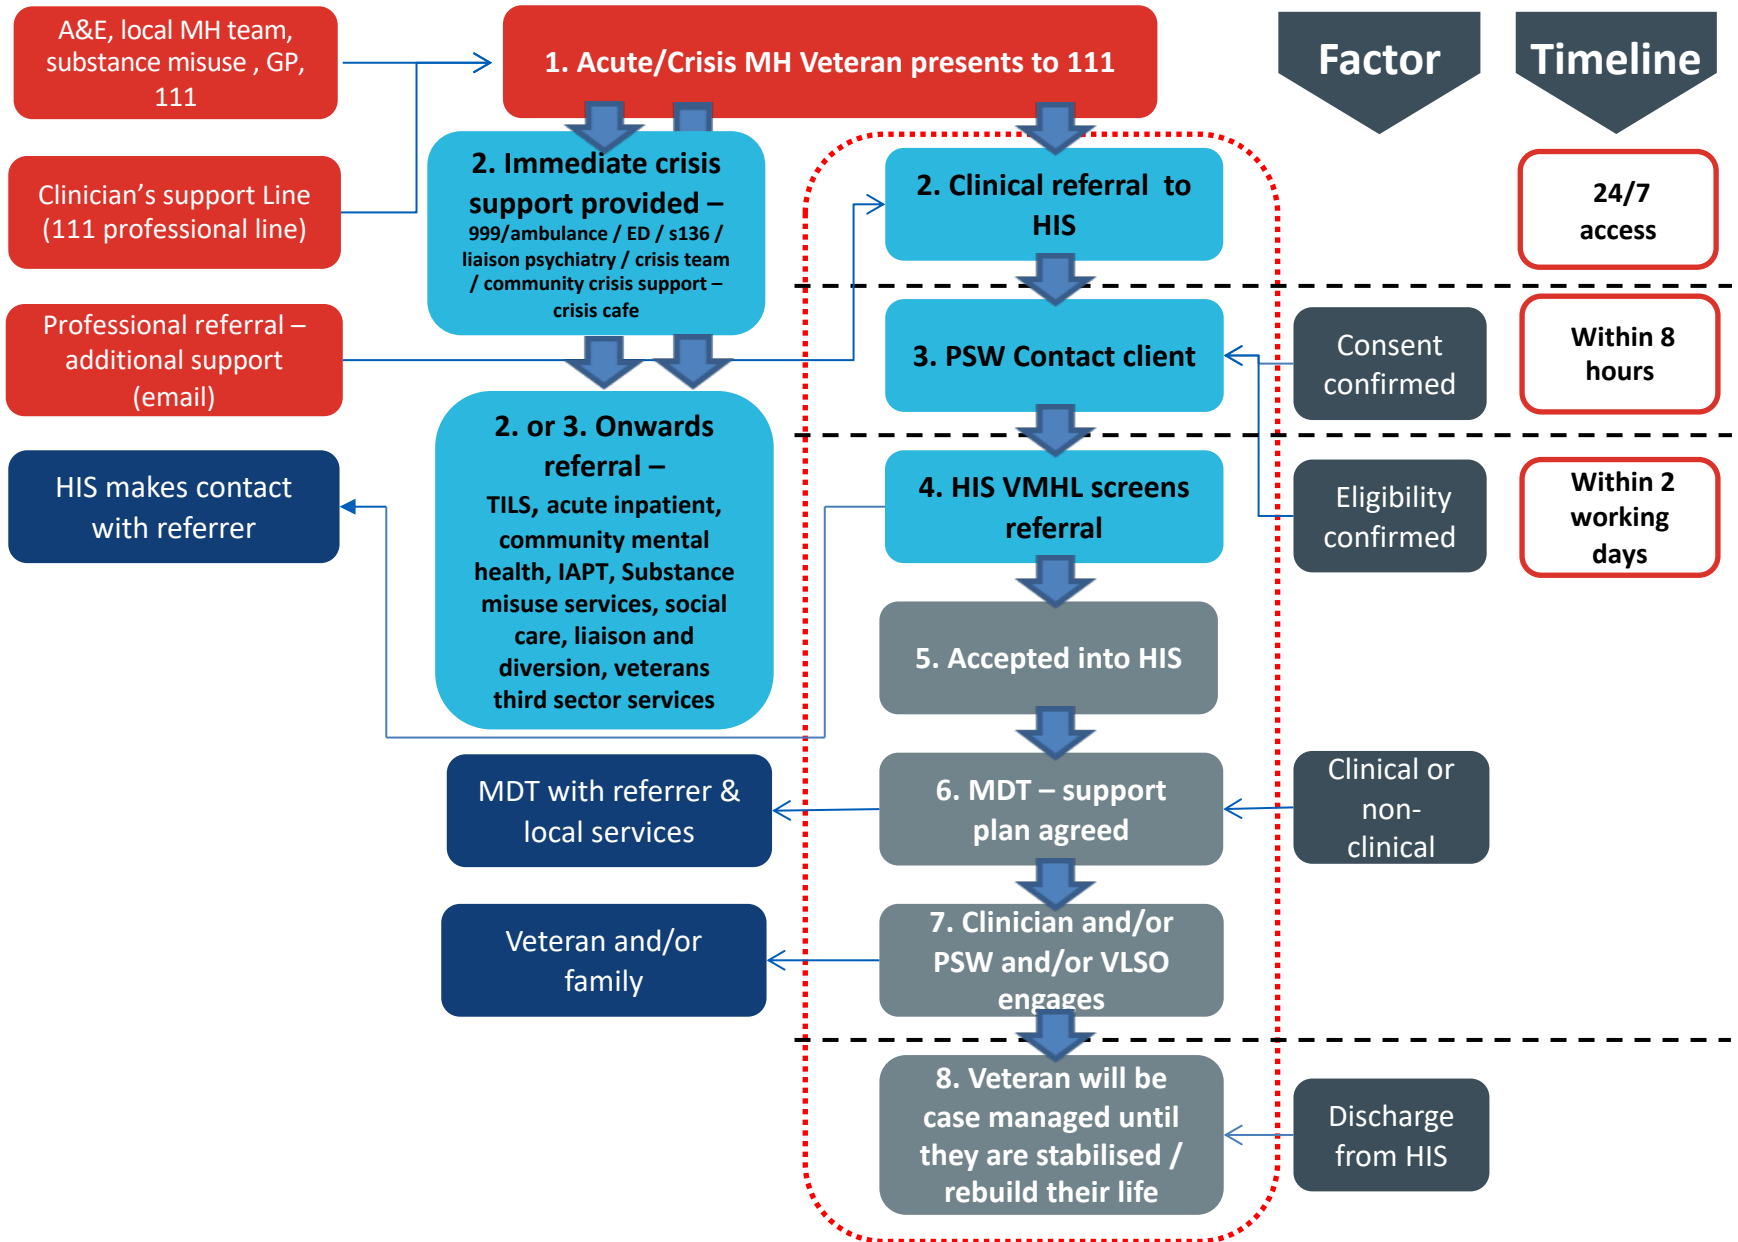 A&E, local MH team,
substance misuse , GP,
111
1. Acute/Crisis MH Veteran presents to 111
Factor
Timeline
Clinician's support Line
(111 professional line)
2. Immediate crisis
support provided –
999/ambulance / ED / s136 /
liaison psychiatry / crisis team
/ community crisis support –
crisis cafe
2. Clinical referral to
HIS
24/7
access
Professional referral –
additional support
(email)
3. PSW Contact client
Consent
confirmed
Within 8
hours
2. or 3. Onwards
referral –
TILS, acute inpatient,
community mental
health, IAPT, Substance
misuse services, social
care, liaison and
diversion, veterans
third sector services
HIS makes contact
with referrer
4. HIS VMHL screens
referral
Eligibility
confirmed
Within 2
working
days
5. Accepted into HIS
MDT with referrer &
local services
6. MDT – support
plan agreed
Clinical or
non-
clinical
Veteran and/or
family
7. Clinician and/or
PSW and/or VLSO
engages
8. Veteran will be
case managed until
they are stabilised /
rebuild their life
Discharge
from HIS